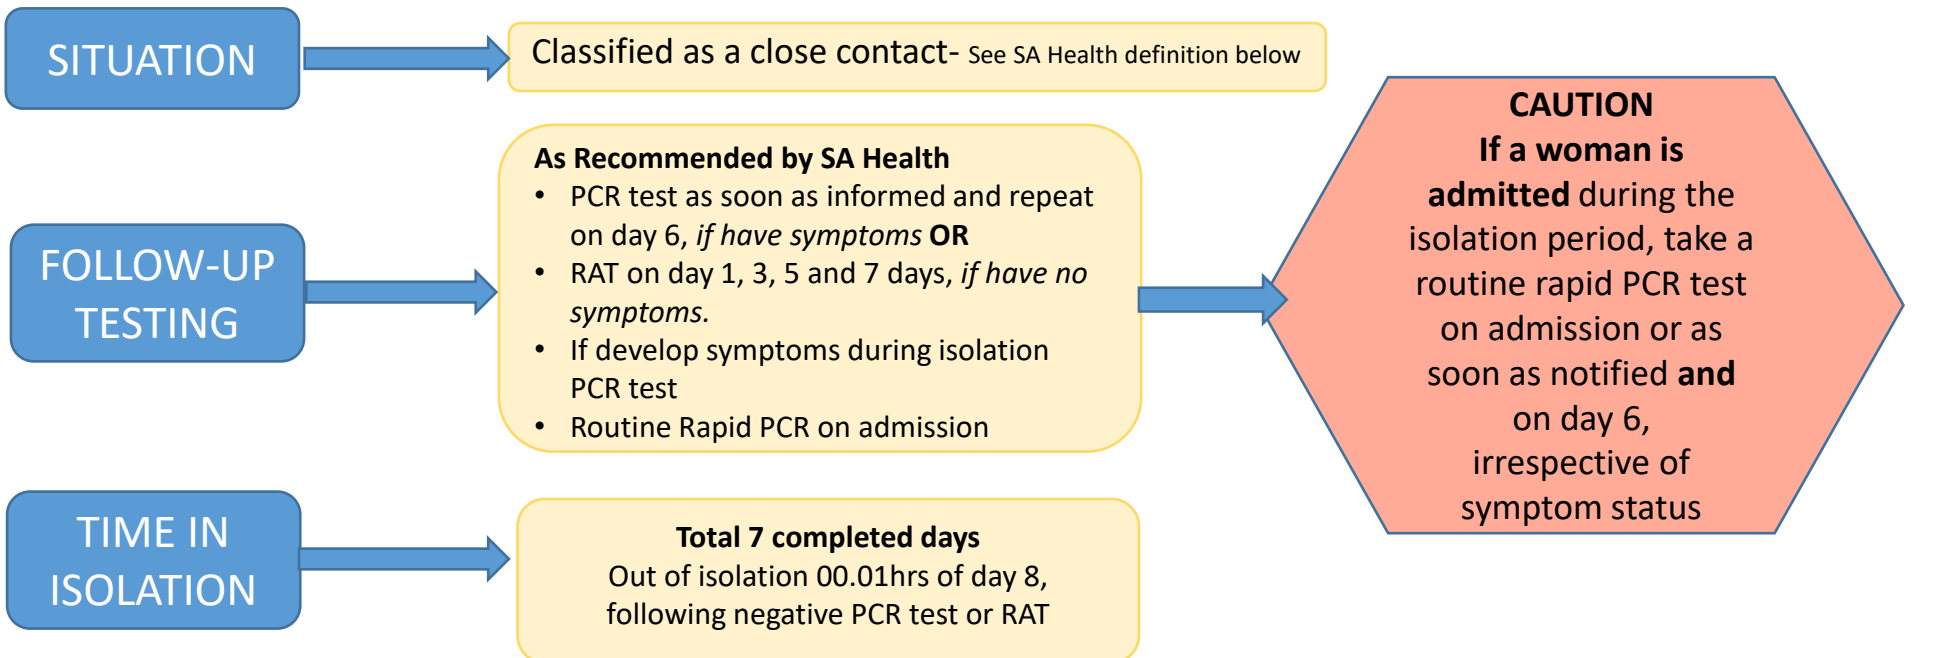 SITUATION
Classified as a close contact- See SA Health definition below
FOLLOW-UP
TESTING
As Recommended by SA Health
• PCR test as soon as informed and repeat
on day 6, if have symptoms OR
• RAT on day 1, 3, 5 and 7 days, if have no
symptoms.
• If develop symptoms during isolation
PCR test
• Routine Rapid PCR on admission
CAUTION
If a woman is
admitted during the
isolation period, take a
routine rapid PCR test
on admission or as
soon as notified and
on day 6,
irrespective of
symptom status
TIME IN
ISOLATION
Total 7 completed days
Out of isolation 00.01hrs of day 8,
following negative PCR test or RAT